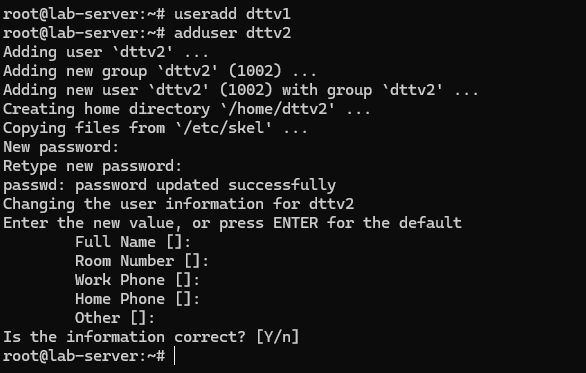 root@lab-server:~# useradd dttv1
root@lab-server:~# adduser dttv2
Adding user `dttv2' ...
Adding new group `dttv2' (1002) ...
Adding new user `dttv2' (1002) with group `dttv2' ...
Creating home directory `/home/dttv2' ...
Copying files from `/etc/skel' ...
New password:
Retype new password:
passwd: password updated successfully
Changing the user information for dttv2
Enter the new value, or press ENTER for the default
        Full Name []:
        Room Number []:
        Work Phone []:
        Home Phone []:
        Other []:
Is the information correct? [Y/n]
root@lab-server:~#